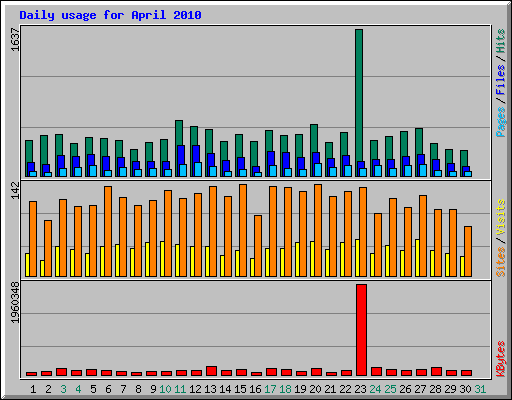 Daily usage for April 2010
1637
Pages / Files / Hits
142
Sites / Visits
1960348
KBytes
1 2 3 4 5 6 7 8 9 10 11 12 13 14 15 16 17 18 19 20 21 22 23 24 25 26 27 28 29 30 31